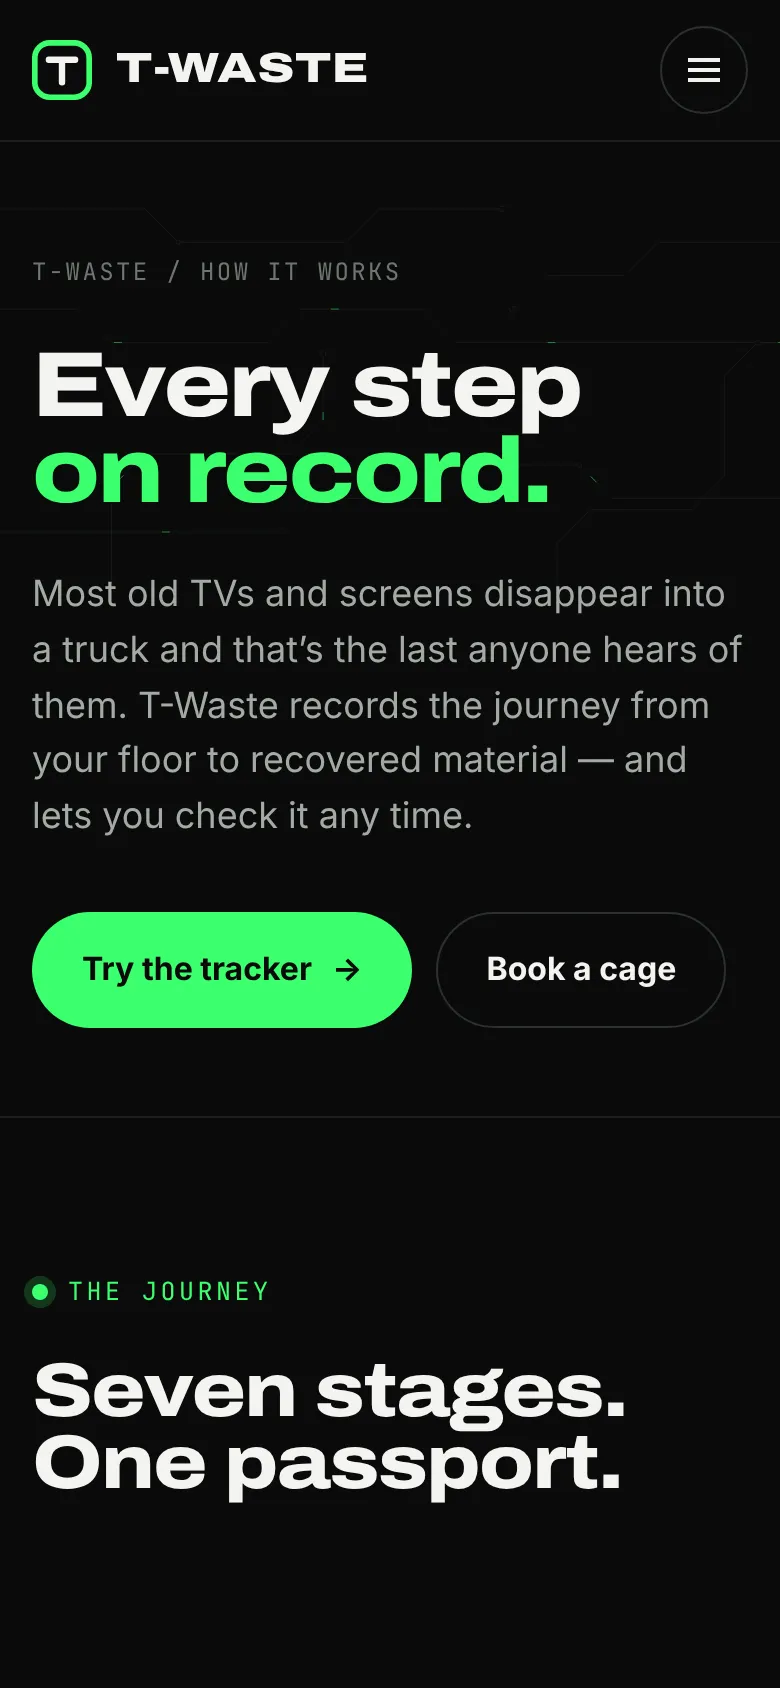 T-WASTE
T-WASTE / HOW IT WORKS
Every step
on record.
Most old TVs and screens disappear into
a truck and that’s the last anyone hears of
them. T-Waste records the journey from
your floor to recovered material — and
lets you check it any time.
Try the tracker →
Book a cage
THE JOURNEY
Seven stages.
One passport.